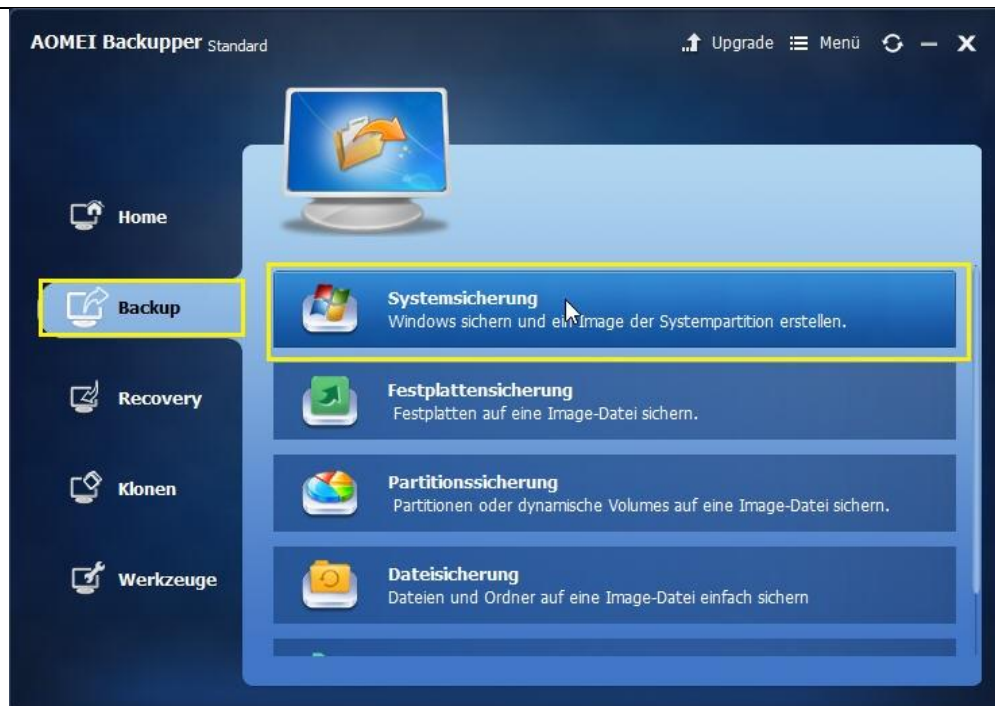 AOMEI Backupper Standard
Upgrade Menü
Home
Backup
Systemsicherung
Windows sichern und ein Image der Systempartition erstellen.
Recovery
Festplattensicherung
Festplatten auf eine Image-Datei sichern.
Klonen
Partitionssicherung
Partitionen oder dynamische Volumes auf eine Image-Datei sichern.
Werkzeuge
Dateisicherung
Dateien und Ordner auf eine Image-Datei einfach sichern